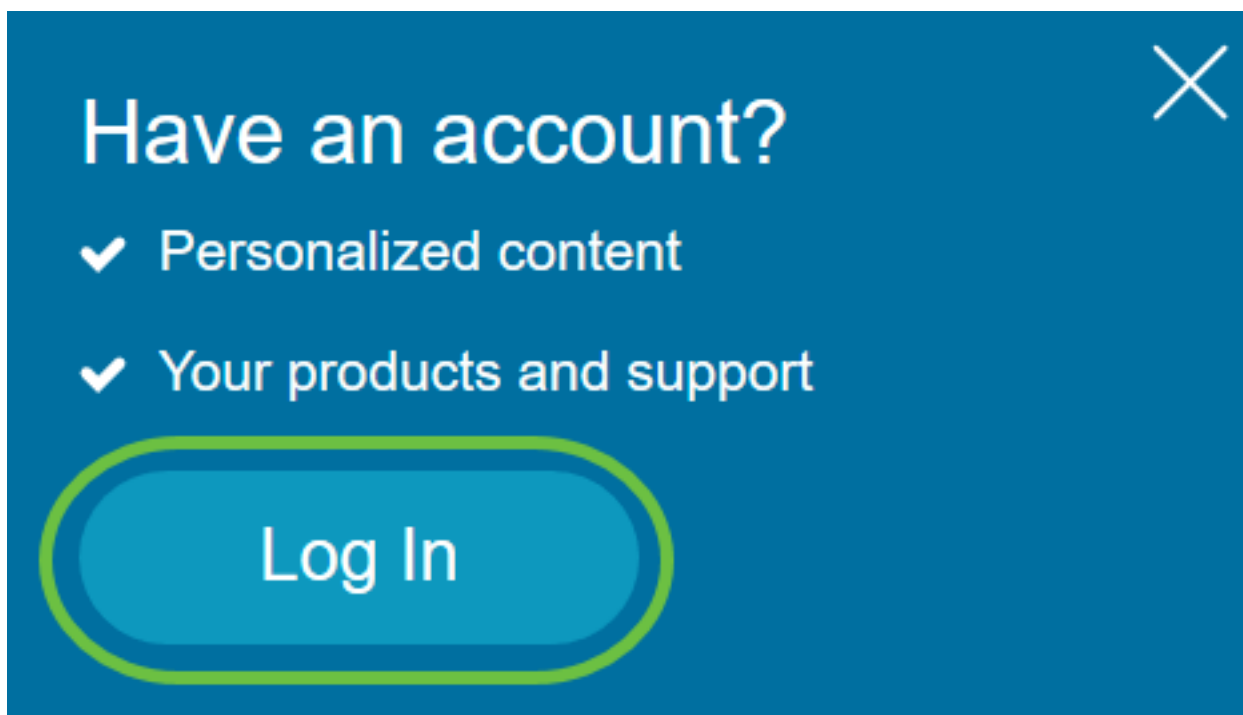 Have an account?
Personalized content
Your products and support
Log In